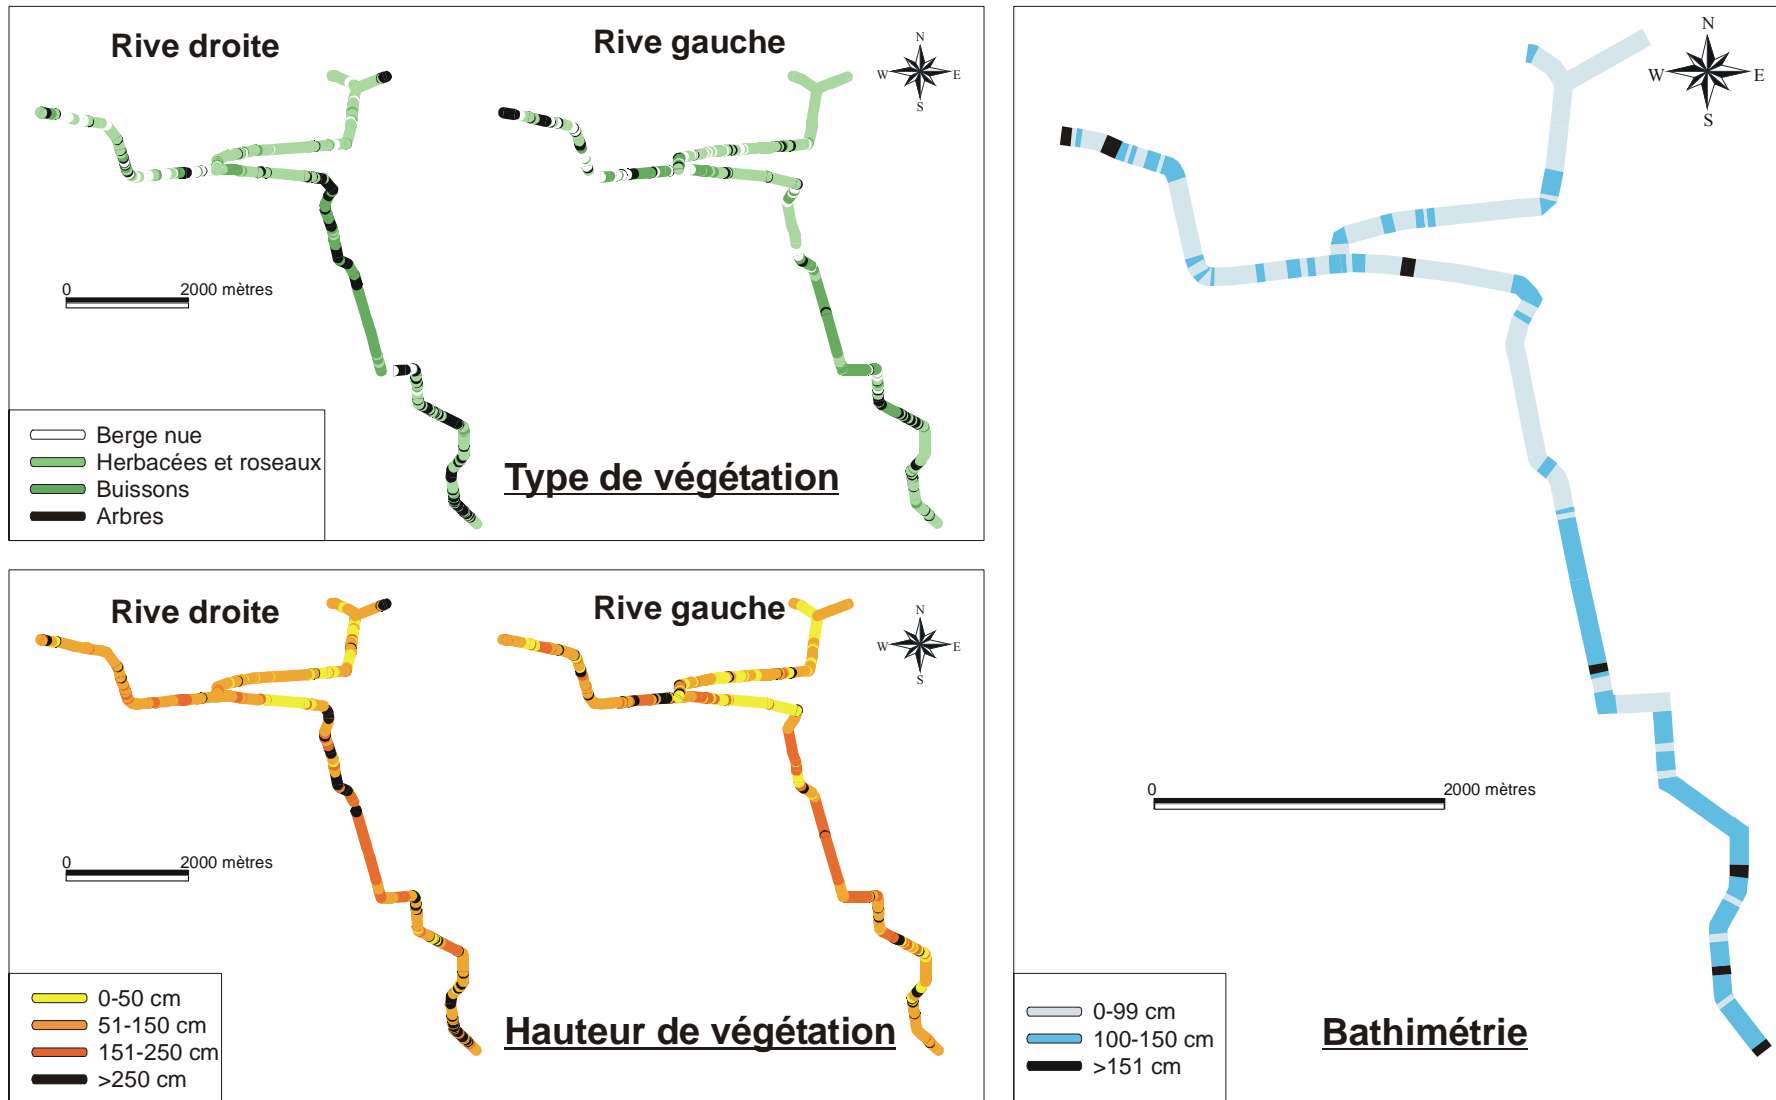 Rive droite
Rive gauche
N
W
E
S
0
2000 mètres
Berge nue
Herbacées et roseaux
Buissons
Arbres
Type de végétation
Rive droite
Rive gauche
N
W
E
S
0
2000 mètres
0-50 cm
51-150 cm
151-250 cm
>250 cm
Hauteur de végétation
N
W
E
S
0
2000 mètres
0-99 cm
100-150 cm
>151 cm
Bathimétrie